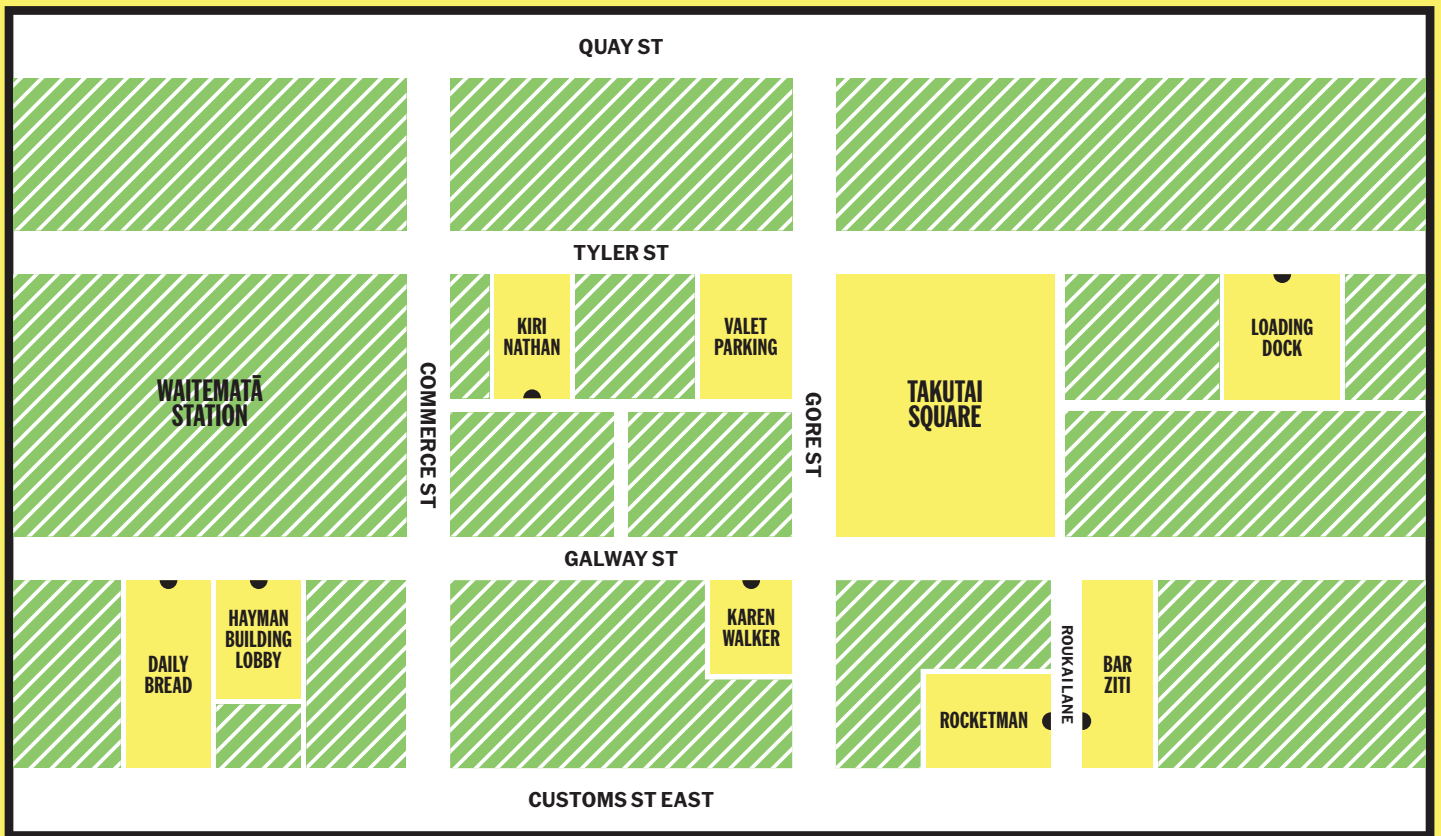 QUAY ST
TYLER ST
KIRI
NATHAN
VALET
PARKING
LOADING
DOCK
WAITEMATĀ
STATION
COMMERCE ST
GORE ST
TAKUTAI
SQUARE
GALWAY ST
DAILY
BREAD
HAYMAN
BUILDING
LOBBY
KAREN
WALKER
ROCKETMAN
ROUKAI LANE
BAR
ZITI
CUSTOMS ST EAST